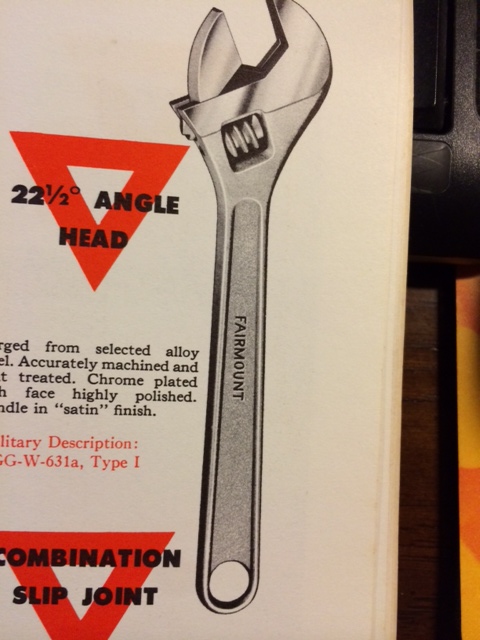 22½° ANGLE
HEAD
FAIRMOUNT
rged from selected alloy
el. Accurately machined and
t treated. Chrome plated
h face highly polished.
ndle in “satin” finish.
litary Description:
GG-W-631a, Type I
COMBINATION
SLIP JOINT